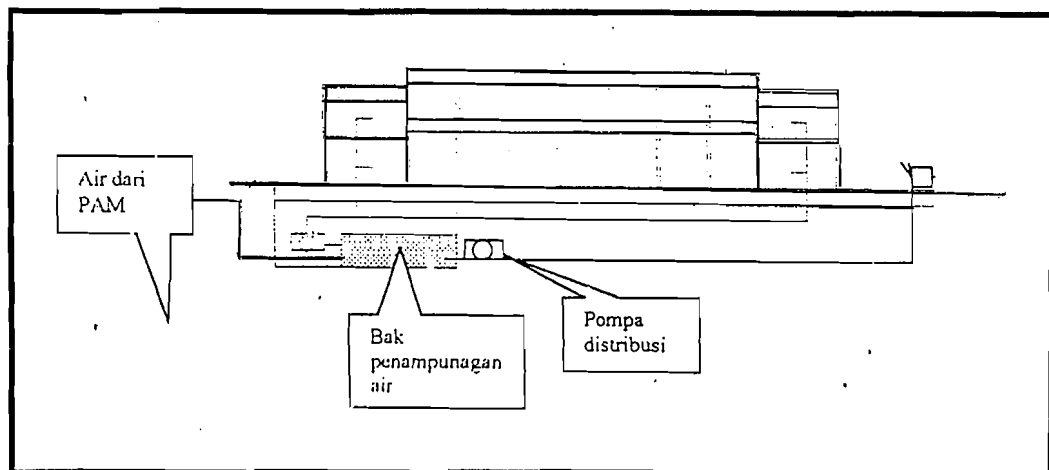 Air dari
PAM
Bak
penampunagan
air
Pompa
distribusi